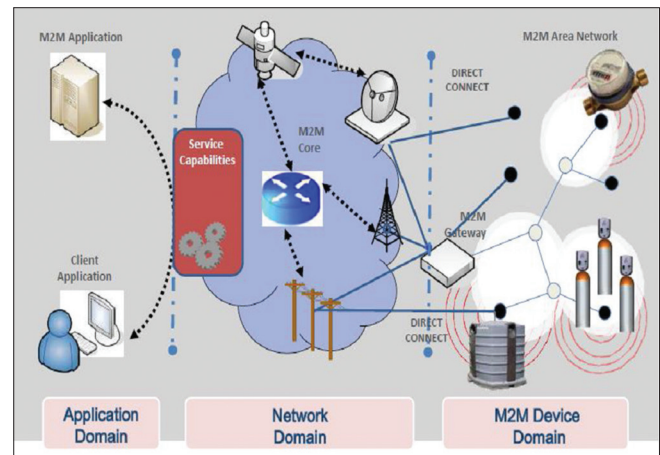 M2M Application
M2M Area Network
DIRECT
CONNECT
M2M
Core
Service
Capabilities
M2M
Gateway
Client
Application
DIRECT
CONNECT
Application
Domain
Network
Domain
M2M Device
Domain